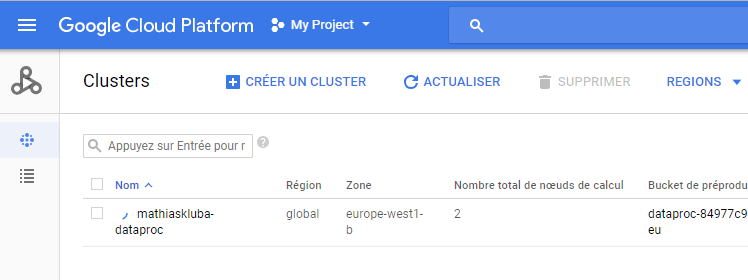 Google Cloud Platform My Project
Clusters CRÉER UN CLUSTER ACTUALISER SUPPRIMER REGIONS
Appuyez sur Entrée pour r ?
Nom Région Zone Nombre total de nœuds de calcul Bucket de préprodu
mathiaskluba- global europe-west1- 2 dataproc-84977c9
dataproc b eu